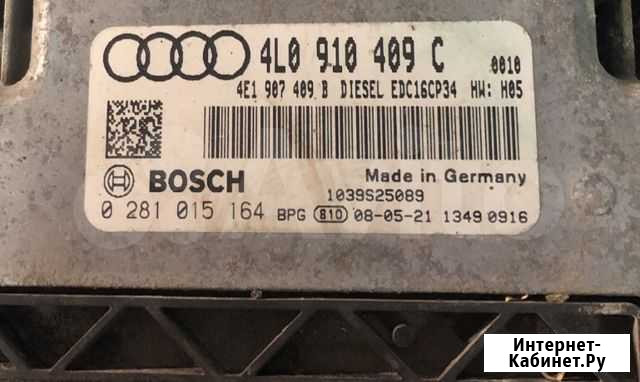 4L0 910 409 C 0010
4E1 907 409 B DIESEL EDC16CP34 HW: H05
BOSCH Made in Germany
1039S25089
0 281 015 164 BPG 810 08-05-21 1349 0916
Интернет-
Кабинет.Ру